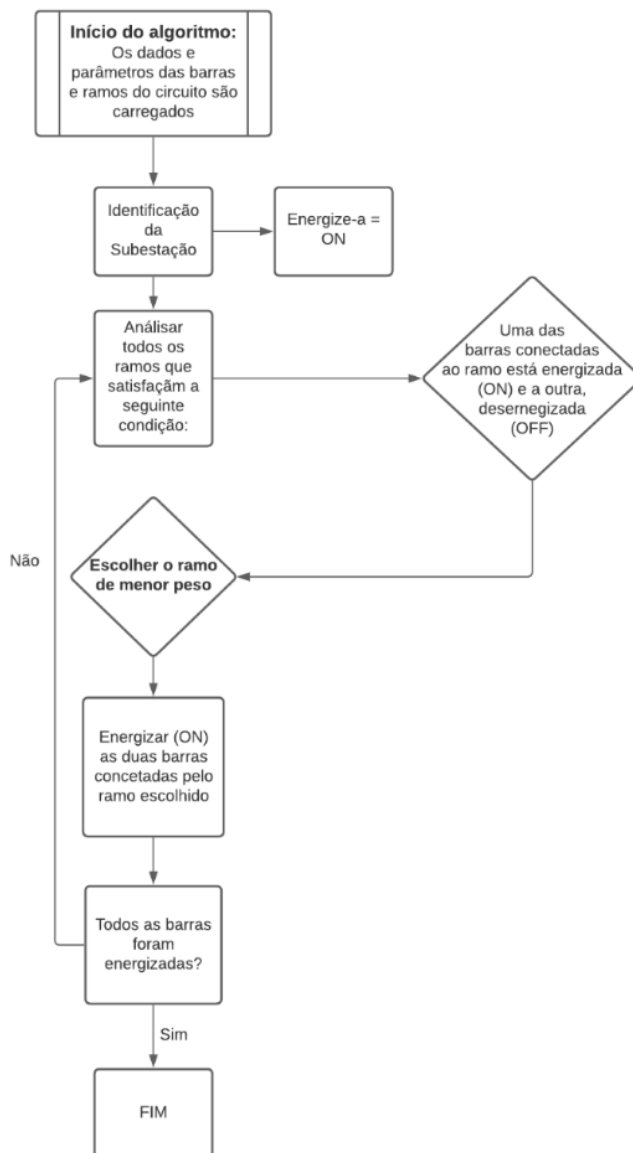 Início do algoritmo:
Os dados e
parâmetros das barras
e ramos do circuito são
carregados
Identificação
da
Subestação
Energize-a =
ON
Análisar
todos os
ramos que
satisfaçãm a
seguinte
condição:
Uma das
barras conectadas
ao ramo está energizada
(ON) e a outra,
desernegizada
(OFF)
Não
Escolher o ramo
de menor peso
Energizar (ON)
as duas barras
concetadas pelo
ramo escolhido
Todos as barras
foram
energizadas?
Sim
FIM